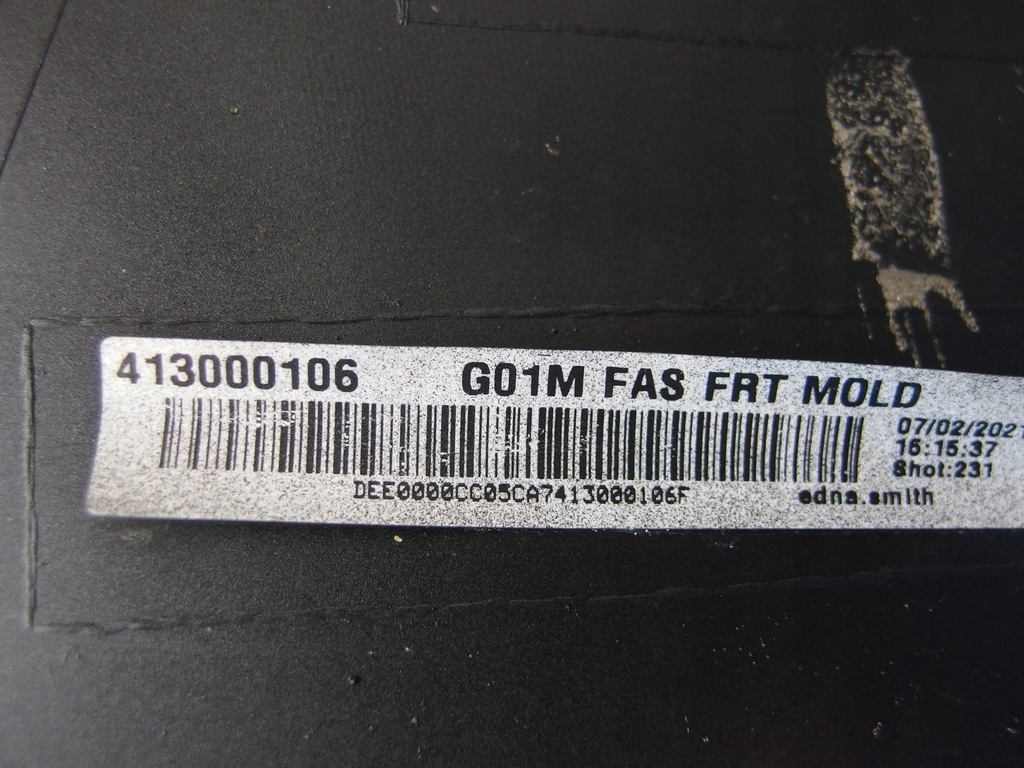 413000106 G01M FAS FRT MOLD
07/02/2021
16:15:37
Shot:231
DEE0000CC05CA7413000106F edna.smith